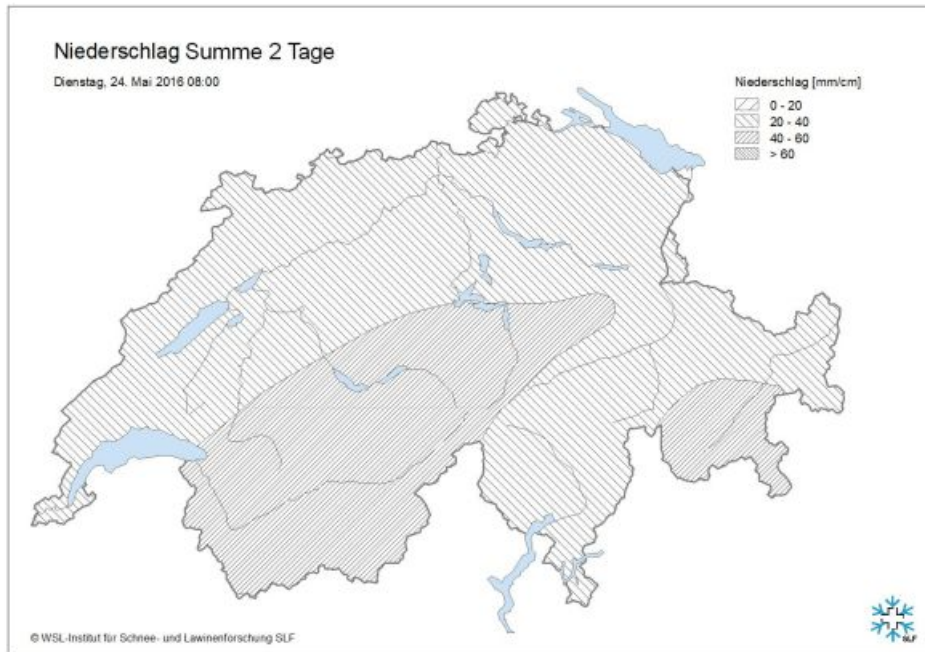 Niederschlag Summe 2 Tage
Dienstag, 24. Mai 2016 08:00
Niederschlag [mm/cm]
0 - 20
20 - 40
40 - 60
> 60
© WSL-Institut für Schnee- und Lawinenforschung SLF
SLF